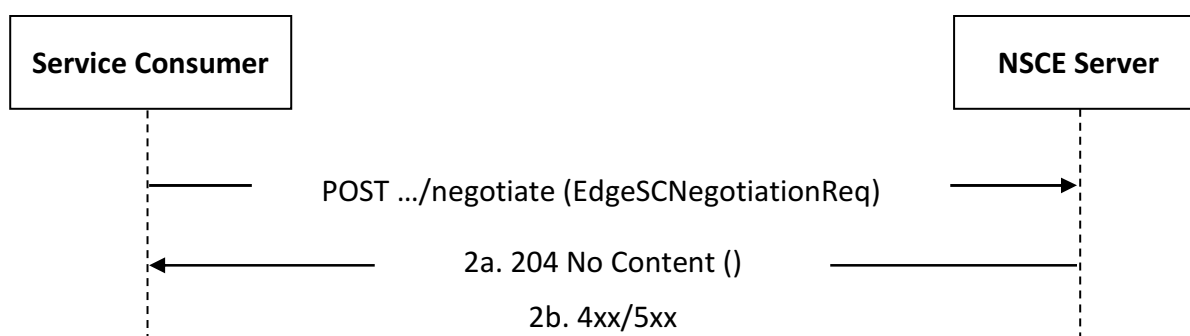 Service Consumer
NSCE Server
POST .../negotiate (EdgeSCNegotiationReq)
2a. 204 No Content ()
2b. 4xx/5xx